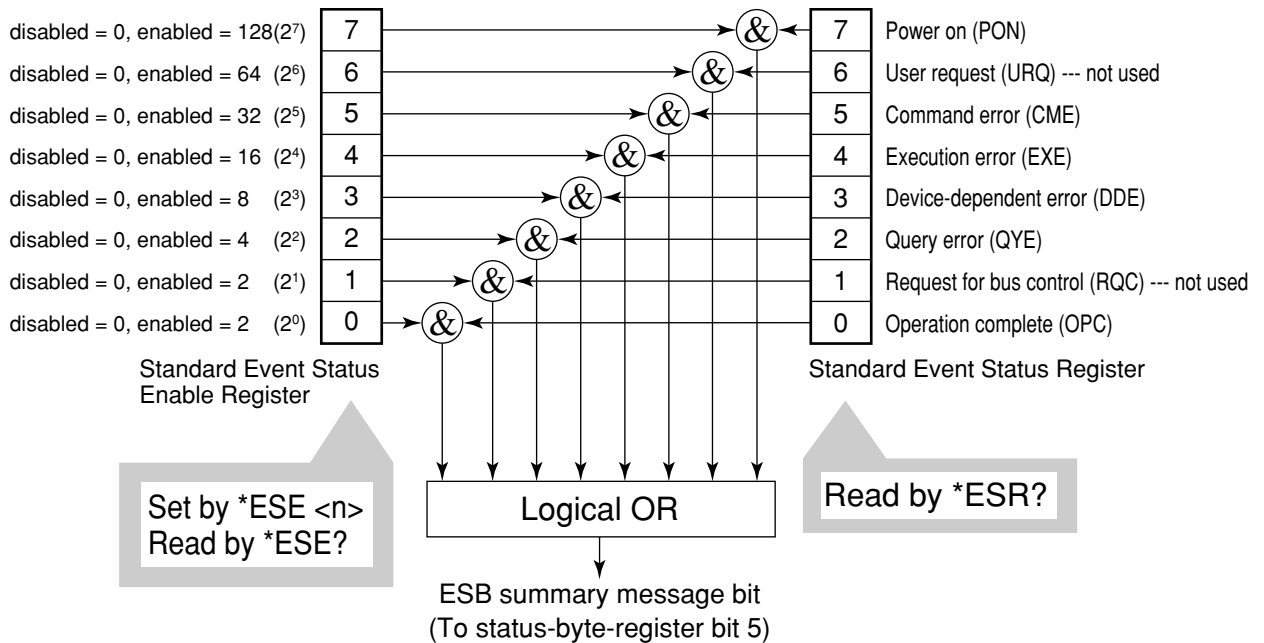 disabled = 0, enabled = 128(2⁷) 7 & 7 Power on (PON)
disabled = 0, enabled = 64 (2⁶) 6 & 6 User request (URQ) --- not used
disabled = 0, enabled = 32 (2⁵) 5 & 5 Command error (CME)
disabled = 0, enabled = 16 (2⁴) 4 & 4 Execution error (EXE)
disabled = 0, enabled = 8 (2³) 3 & 3 Device-dependent error (DDE)
disabled = 0, enabled = 4 (2²) 2 & 2 Query error (QYE)
disabled = 0, enabled = 2 (2¹) 1 & 1 Request for bus control (RQC) --- not used
disabled = 0, enabled = 2 (2⁰) 0 & 0 Operation complete (OPC)
Standard Event Status
Enable Register
Standard Event Status Register
Set by *ESE <n>
Read by *ESE?
Logical OR
Read by *ESR?
ESB summary message bit
(To status-byte-register bit 5)